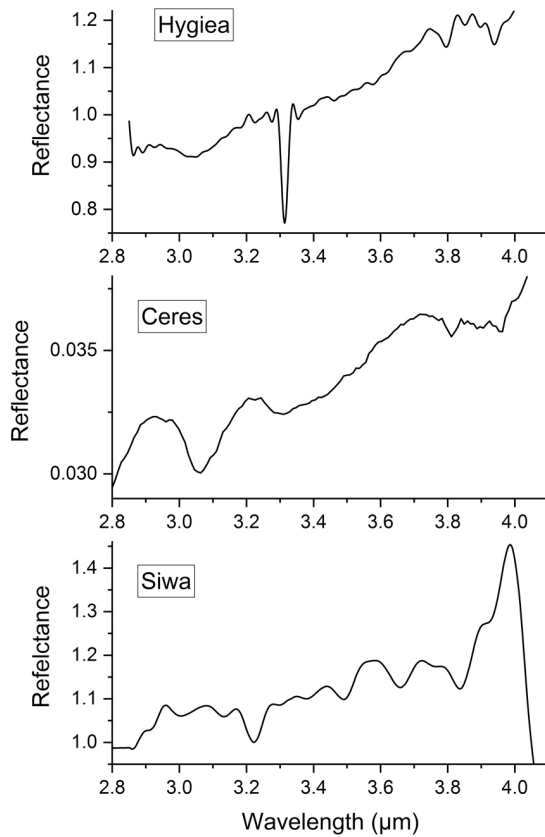 Hygiea
Reflectance
1.2
1.1
1.0
0.9
0.8
2.8 3.0 3.2 3.4 3.6 3.8 4.0
Ceres
Reflectance
0.035
0.030
2.8 3.0 3.2 3.4 3.6 3.8 4.0
Siwa
Refelctance
1.4
1.3
1.2
1.1
1.0
2.8 3.0 3.2 3.4 3.6 3.8 4.0
Wavelength (μm)